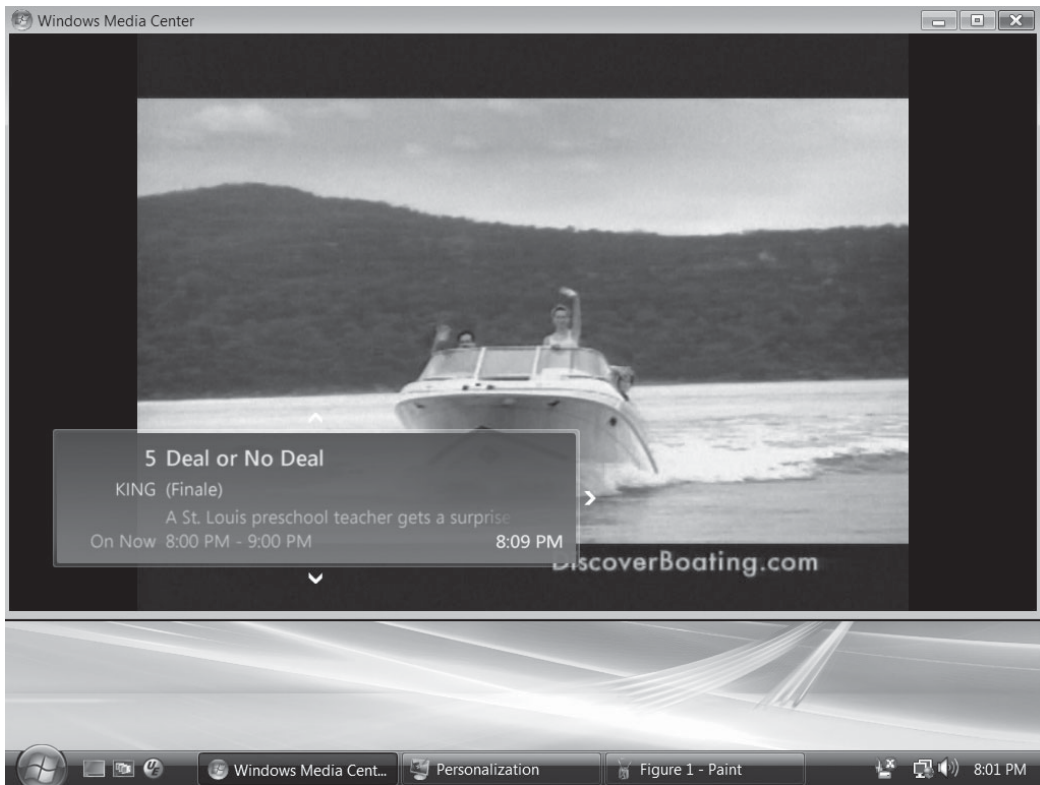 Windows Media Center
5 Deal or No Deal
KING (Finale)
A St. Louis preschool teacher gets a surprise
On Now 8:00 PM - 9:00 PM 8:09 PM
DiscoverBoating.com
Windows Media Cent...
Personalization
Figure 1 - Paint
8:01 PM